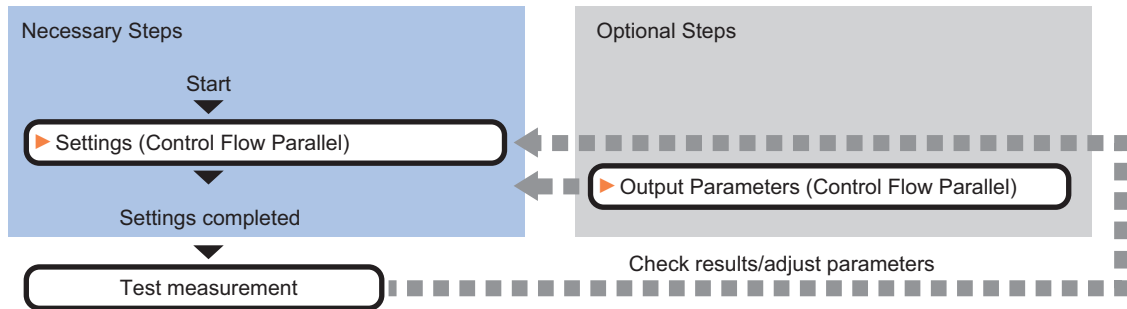 Necessary Steps
Start
Settings (Control Flow Parallel)
Settings completed
Test measurement
Optional Steps
Output Parameters (Control Flow Parallel)
Check results/adjust parameters